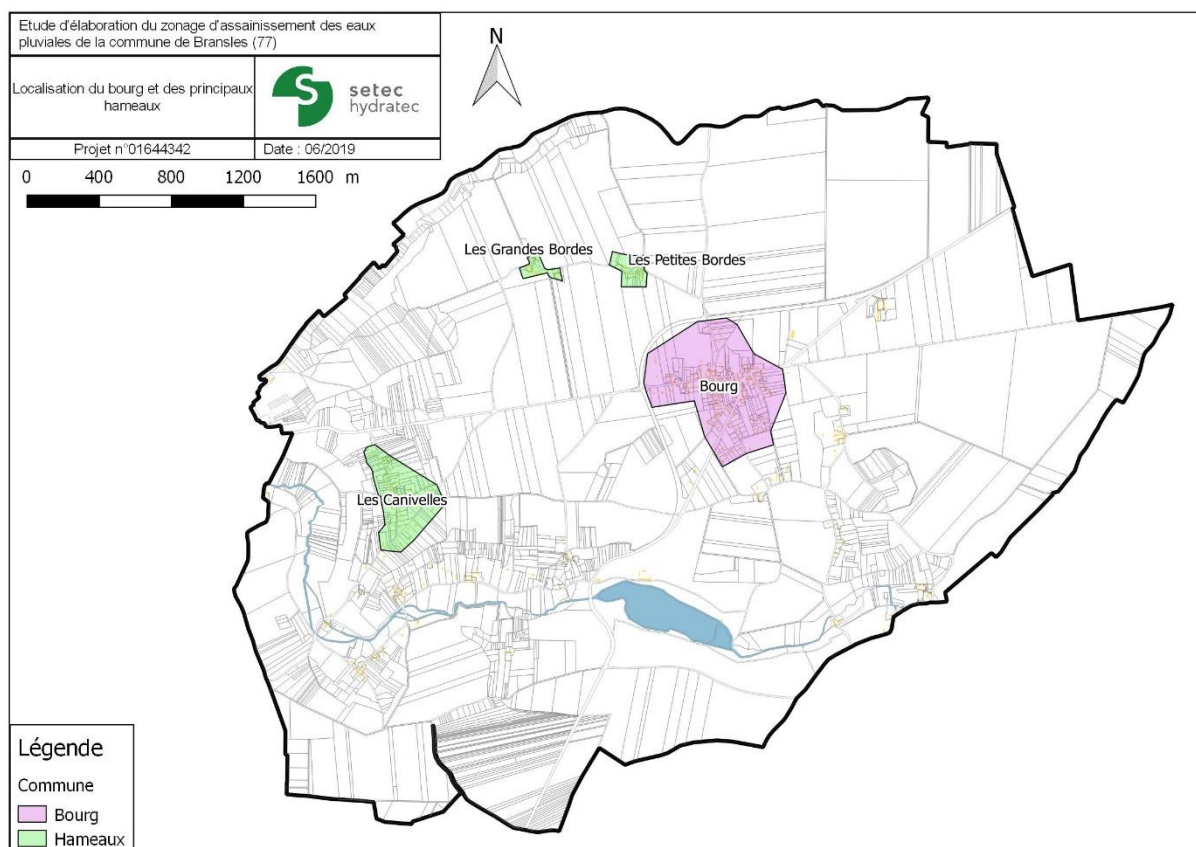 Etude d'élaboration du zonage d'assainissement des eaux
pluviales de la commune de Bransles (77)
Localisation du bourg et des principaux
hameaux
setec
hydratec
Projet n°01644342
Date : 06/2019
N
0 400 800 1200 1600 m
Les Grandes Bordes
Les Petites Bordes
Bourg
Les Canivelles
Légende
Commune
Bourg
Hameaux